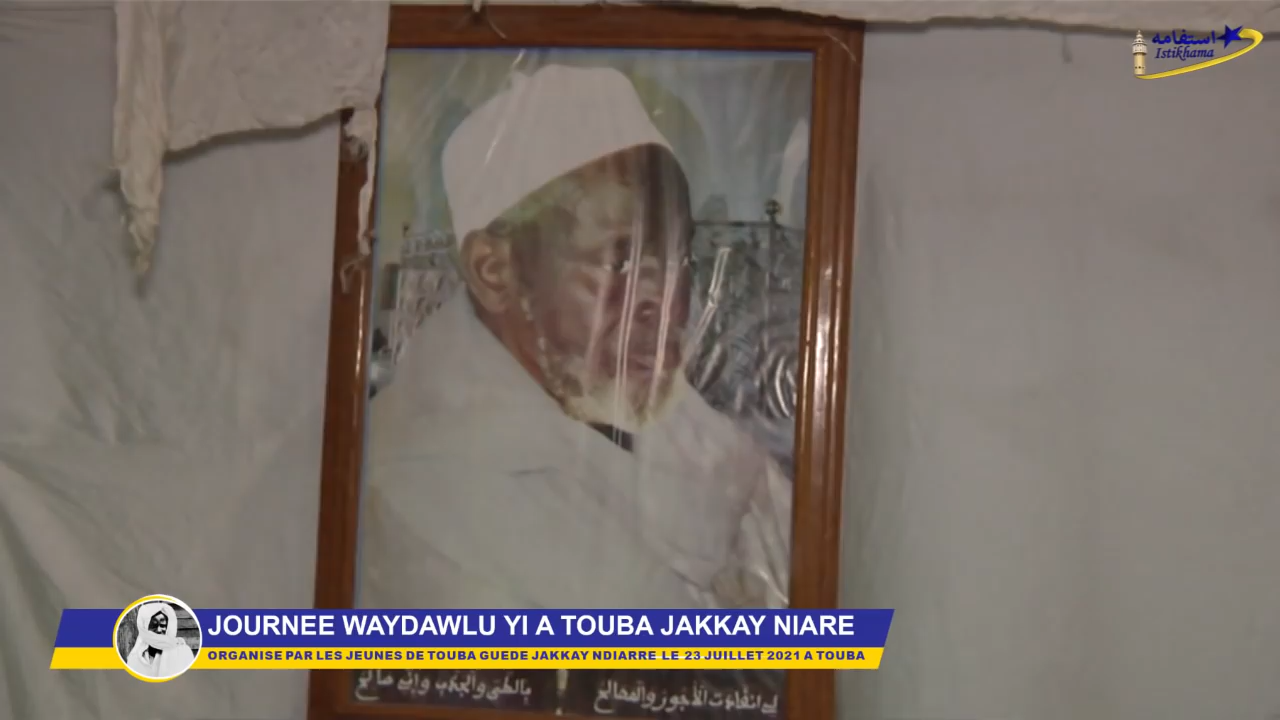 استقامه
Istikhama
JOURNEE WAYDAWLU YI A TOUBA JAKKAY NIARE
ORGANISE PAR LES JEUNES DE TOUBA GUEDE JAKKAY NDIARRE LE 23 JUILLET 2021 A TOUBA